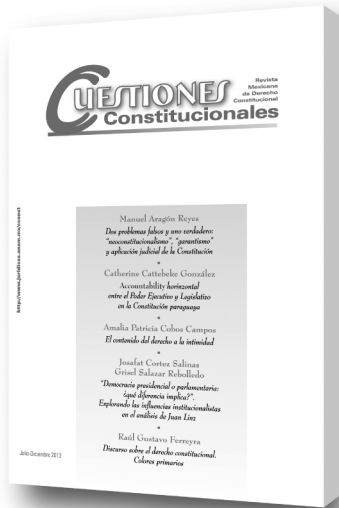 CUESTIONES
Constitucionales
Revista
Mexicana
de Derecho
Constitucional
http://www.juridicas.unam.mx/cuesct
Manuel Aragón Reyes
Dos problemas falsos y uno verdadero:
“neoconstitucionalismo”, “garantismo”
y aplicación judicial de la Constitución
*
Catherine Cattebeke González
Accountability horizontal
entre el Poder Ejecutivo y Legislativo
en la Constitución paraguaya
*
Amalia Patricia Cobos Campos
El contenido del derecho a la intimidad
*
Josafat Cortez Salinas
Grisel Salazar Rebolledo
“Democracia presidencial o parlamentaria:
¿qué diferencia implica?”.
Explorando las influencias institucionalistas
en el análisis de Juan Linz
*
Raúl Gustavo Ferreyra
Discurso sobre el derecho constitucional.
Colores primarios
Julio-Diciembre 2013